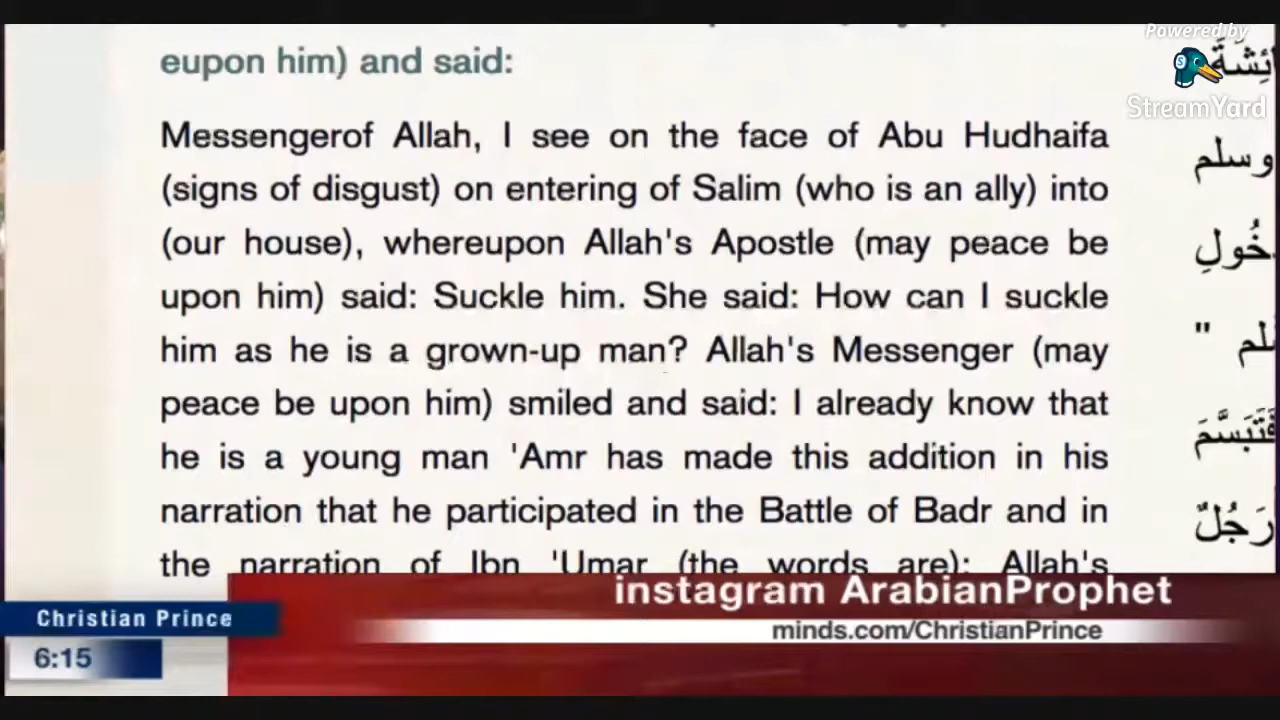 Powered by
StreamYard
eupon him) and said:
Messengerof Allah, I see on the face of Abu Hudhaifa
(signs of disgust) on entering of Salim (who is an ally) into
(our house), whereupon Allah's Apostle (may peace be
upon him) said: Suckle him. She said: How can I suckle
him as he is a grown-up man? Allah's Messenger (may
peace be upon him) smiled and said: I already know that
he is a young man 'Amr has made this addition in his
narration that he participated in the Battle of Badr and in
the narration of Ibn 'Umar (the words are): Allah's
وسلم
رَجُلٌ
instagram ArabianProphet
minds.com/ChristianPrince
Christian Prince
6:15